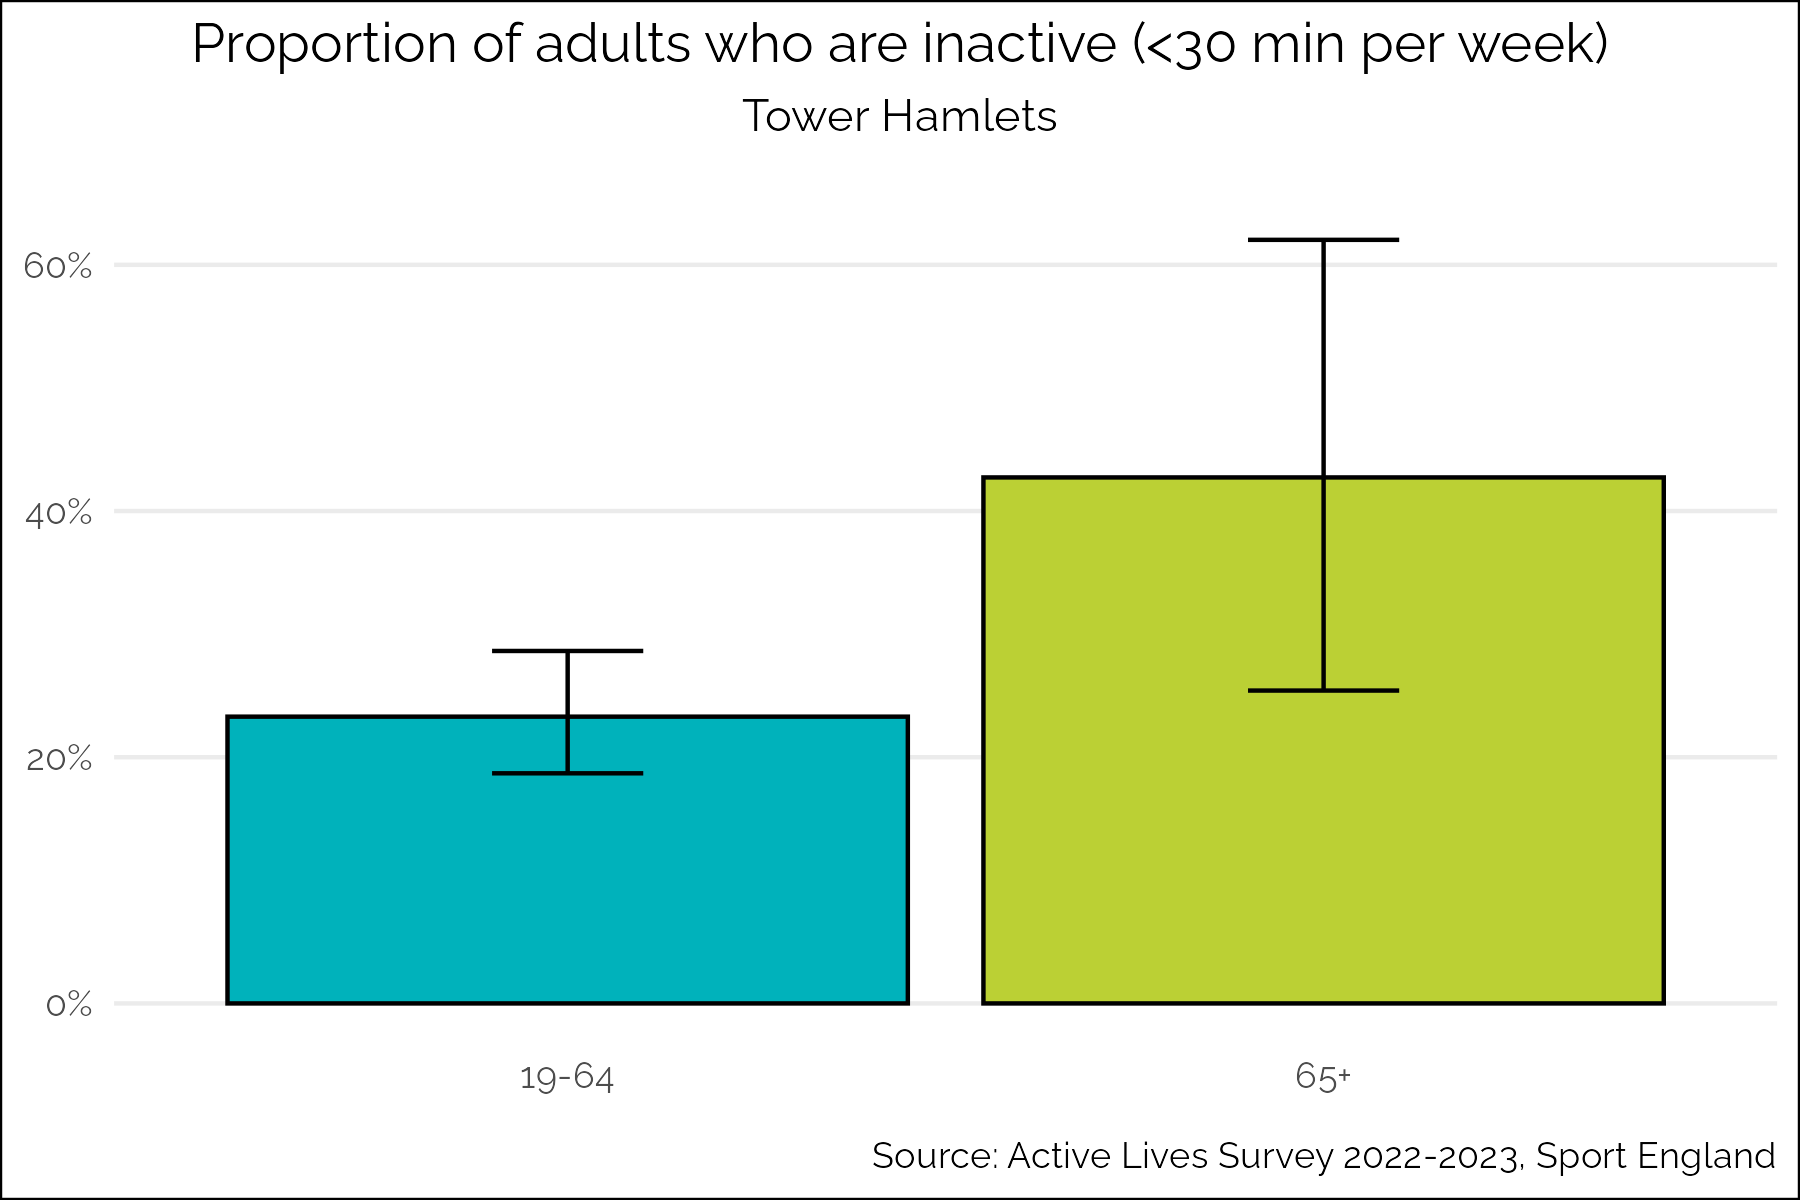 Proportion of adults who are inactive (<30 min per week)
Tower Hamlets
60%
40%
20%
0%
19-64
65+
Source: Active Lives Survey 2022-2023, Sport England